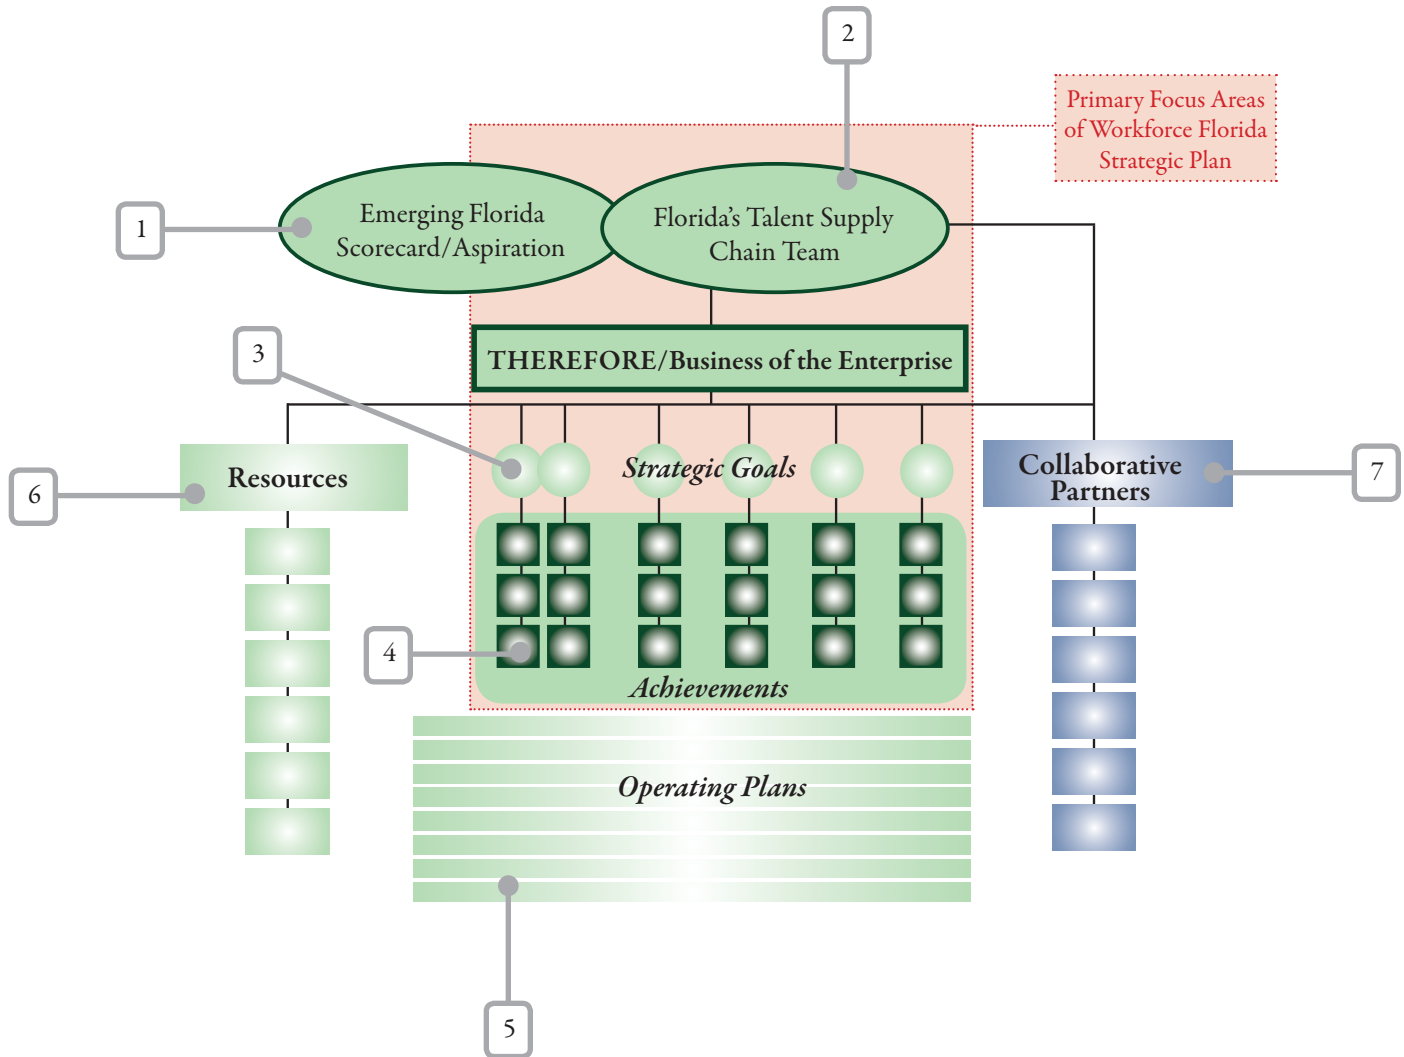 2
Primary Focus Areas
of Workforce Florida
Strategic Plan
1
Emerging Florida
Scorecard/Aspiration
Florida’s Talent Supply
Chain Team
3
THEREFORE/Business of the Enterprise
6
Resources
Strategic Goals
Collaborative
Partners
7
4
Achievements
Operating Plans
5